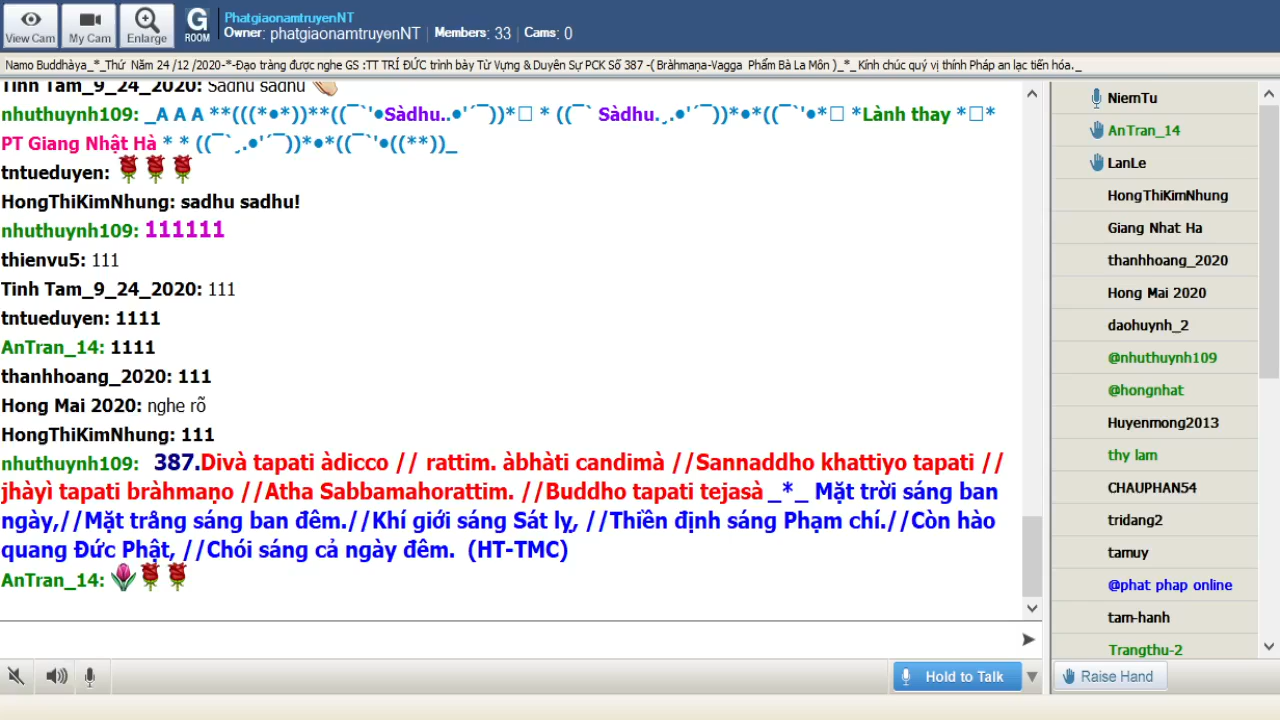 View Cam
My Cam
Enlarge
G
ROOM
PhatgiaonamtruyenNT
Owner: phatgiaonamtruyenNT | Members: 33 | Cams: 0
Namo Buddhàya_*_Thứ Năm 24 /12 /2020-*-Đạo tràng được nghe GS :TT TRÍ ĐỨC trình bày Từ Vựng & Duyên Sự PCK Số 387 -( Bràhmaṇa-Vagga Phẩm Bà La Môn )_*_ Kính chúc quý vị thính Pháp an lạc tiến hóa._
Tinh Tam_9_24_2020: Sadhu sadhu
nhuthuynh109: _A A A **(((*•*))**((¯`'•Sàdhu..•'´¯))*□ * ((¯` Sàdhu.¸.•'´¯))*•*((¯`'•*□ *Lành thay *□*
PT Giang Nhật Hà * * ((¯`¸.•'´¯))*•*((¯`'•((**))_
tntueduyen:
HongThiKimNhung: sadhu sadhu!
nhuthuynh109: 111111
thienvu5: 111
Tinh Tam_9_24_2020: 111
tntueduyen: 1111
AnTran_14: 1111
thanhhoang_2020: 111
Hong Mai 2020: nghe rõ
HongThiKimNhung: 111
nhuthuynh109: 387.Divà tapati àdicco // rattim. àbhàti candimà //Sannaddho khattiyo tapati //
jhàyì tapati bràhmaṇo //Atha Sabbamahorattim. //Buddho tapati tejasà _*_ Mặt trời sáng ban
ngày,//Mặt trăng sáng ban đêm.//Khí giới sáng Sát lỵ, //Thiền định sáng Phạm chí.//Còn hào
quang Đức Phật, //Chói sáng cả ngày đêm. (HT-TMC)
AnTran_14:
Hold to Talk
NiemTu
AnTran_14
LanLe
HongThiKimNhung
Giang Nhat Ha
thanhhoang_2020
Hong Mai 2020
daohuynh_2
@nhuthuynh109
@hongnhat
Huyenmong2013
thy lam
CHAUPHAN54
tridang2
tamuy
@phat phap online
tam-hanh
Trangthu-2
Raise Hand